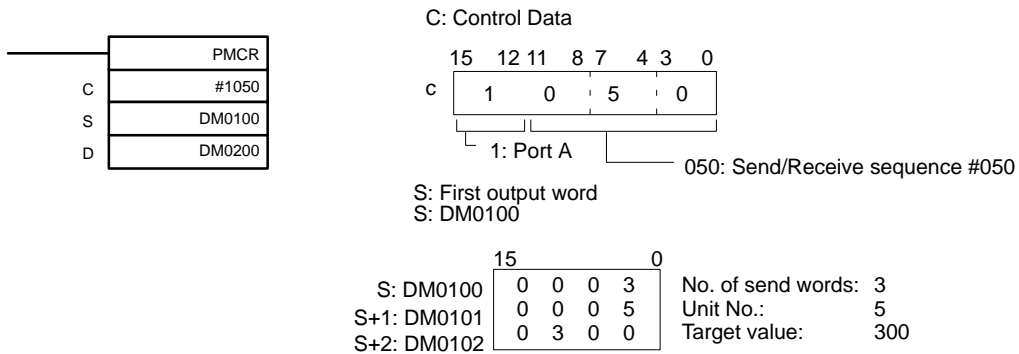 C: Control Data
PMCR
C #1050
S DM0100
D DM0200
15 12 11 8 7 4 3 0
c 1 0 5 0
1: Port A
050: Send/Receive sequence #050
S: First output word
S: DM0100
15 0
S: DM0100 0 0 0 3 No. of send words: 3
S+1: DM0101 0 0 0 5 Unit No.: 5
S+2: DM0102 0 3 0 0 Target value: 300